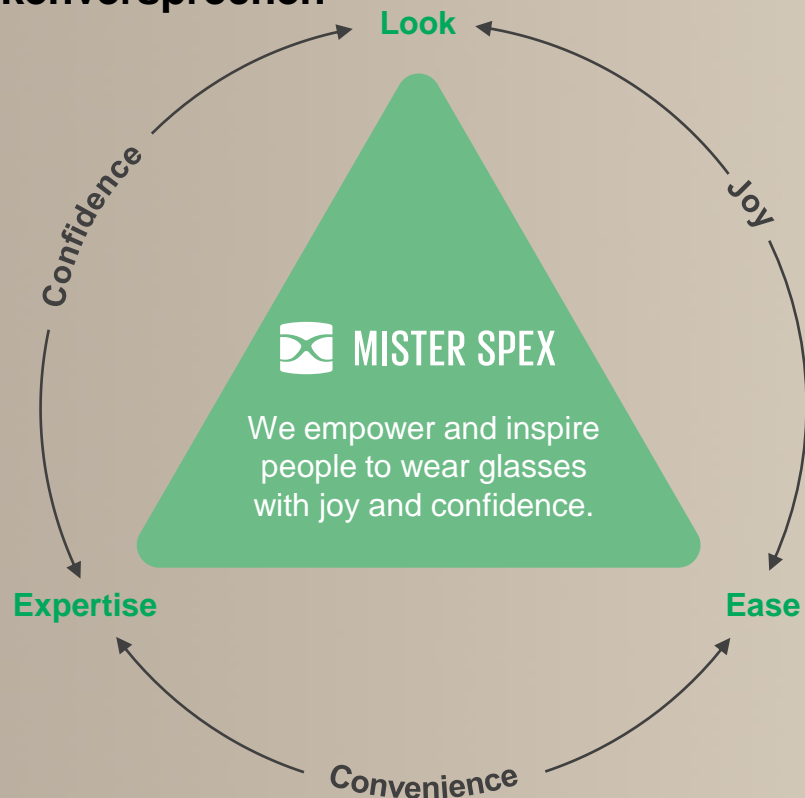 Look
Confidence
Joy
MISTER SPEX
We empower and inspire
people to wear glasses
with joy and confidence.
Expertise
Ease
Convenience